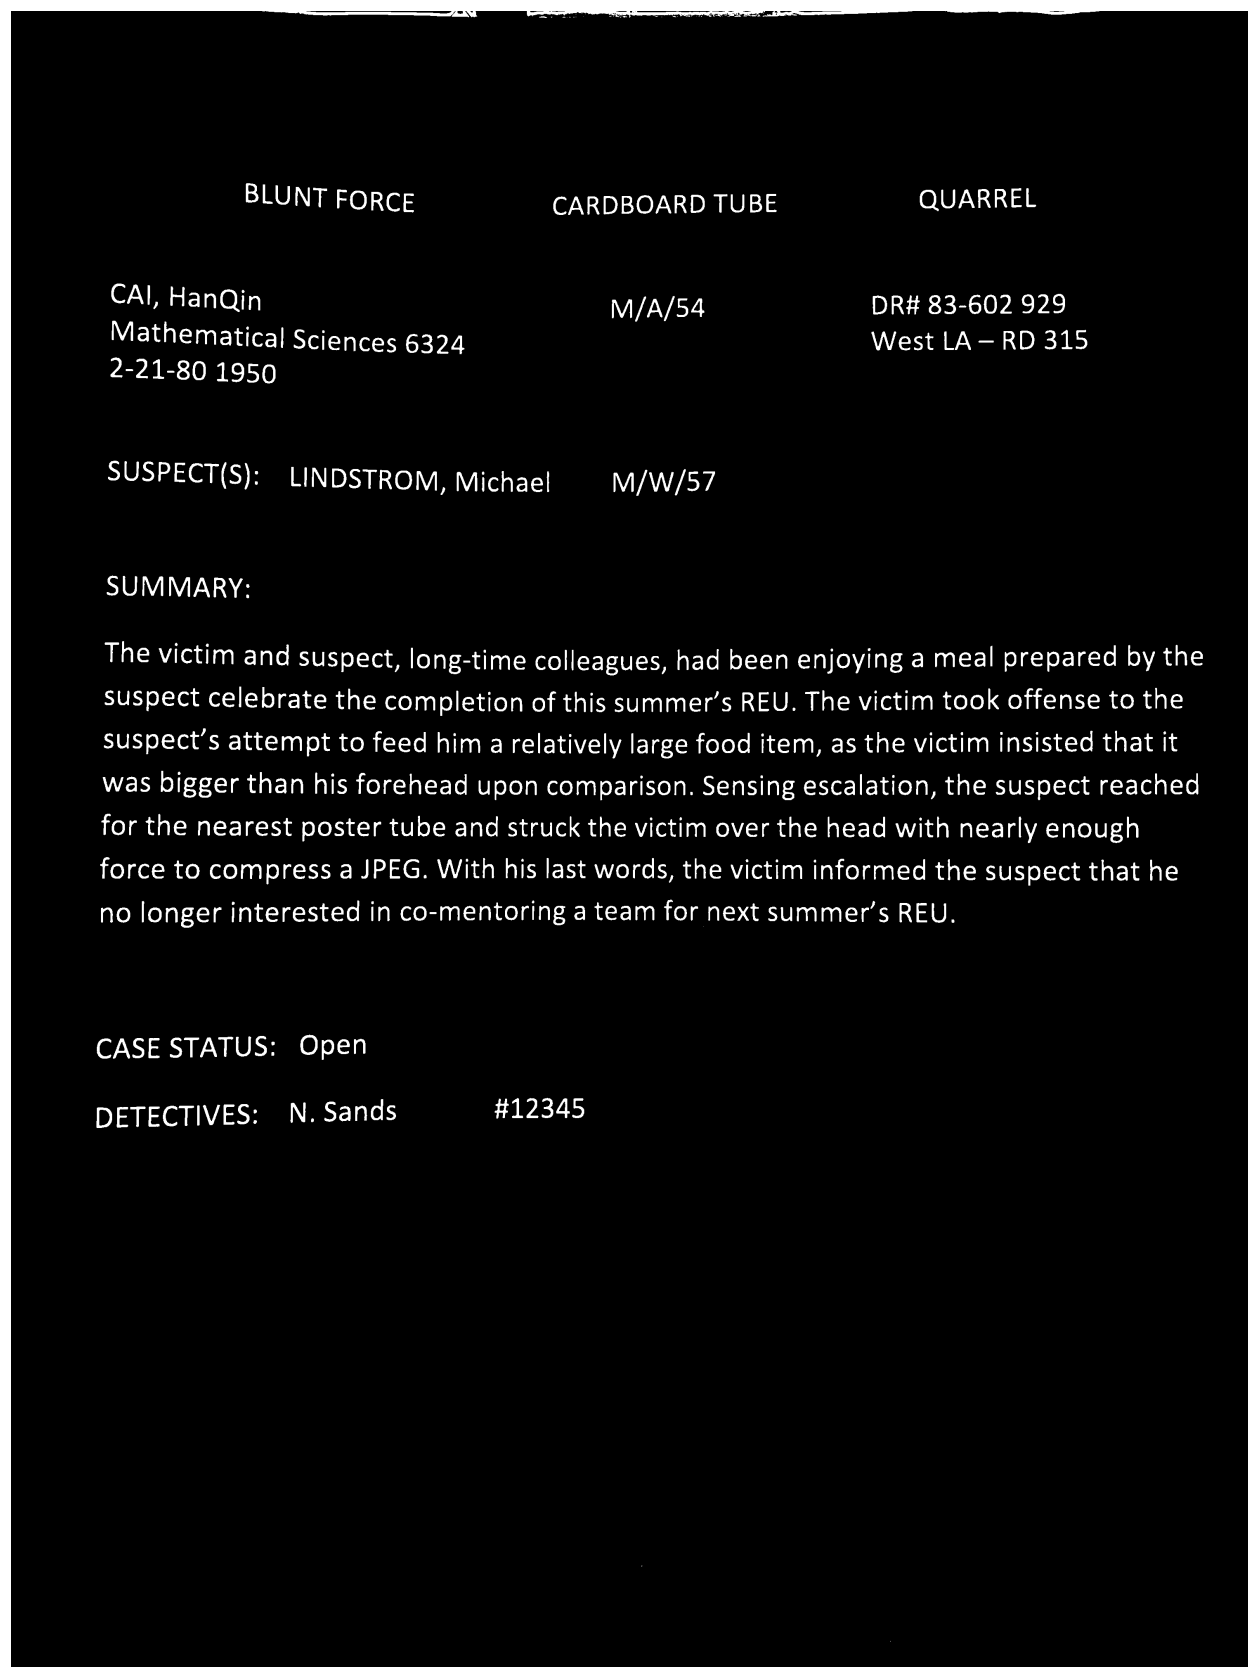 BLUNT FORCE CARDBOARD TUBE QUARREL
CAI, HanQin M/A/54 DR# 83-602 929
Mathematical Sciences 6324 West LA – RD 315
2-21-80 1950
SUSPECT(S): LINDSTROM, Michael M/W/57
SUMMARY:
The victim and suspect, long-time colleagues, had been enjoying a meal prepared by the
suspect celebrate the completion of this summer's REU. The victim took offense to the
suspect's attempt to feed him a relatively large food item, as the victim insisted that it
was bigger than his forehead upon comparison. Sensing escalation, the suspect reached
for the nearest poster tube and struck the victim over the head with nearly enough
force to compress a JPEG. With his last words, the victim informed the suspect that he
no longer interested in co-mentoring a team for next summer's REU.
CASE STATUS: Open
DETECTIVES: N. Sands #12345